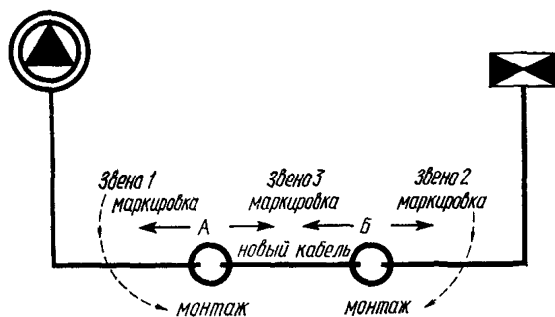 Звено 1
маркировка
Звено 3
маркировка
Звено 2
маркировка
А
Б
новый кабель
монтаж
монтаж